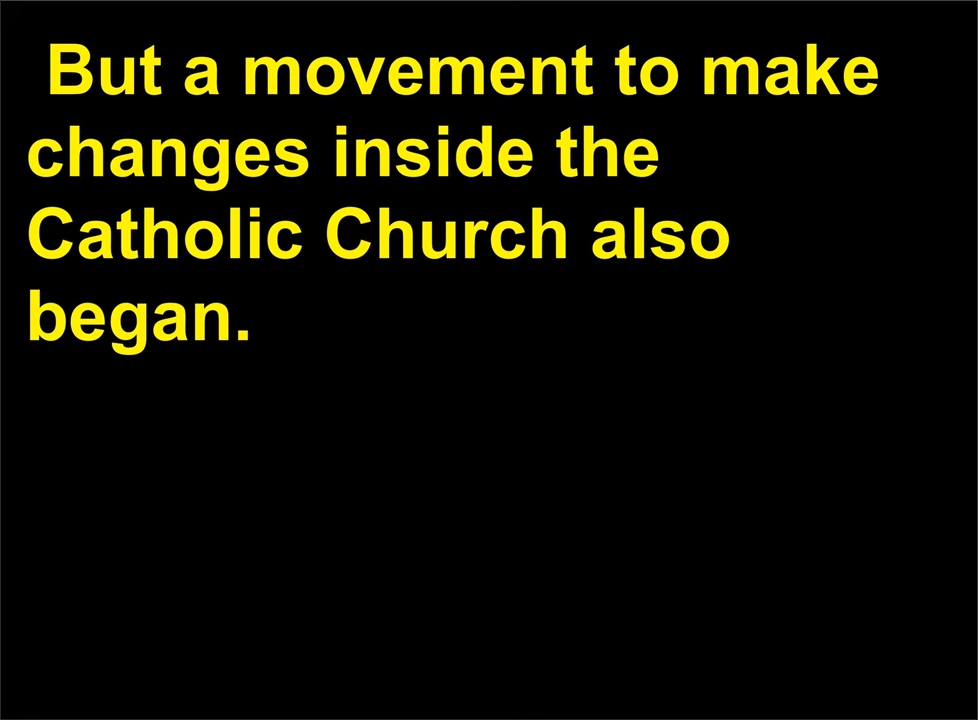 But a movement to make
changes inside the
Catholic Church also
began.